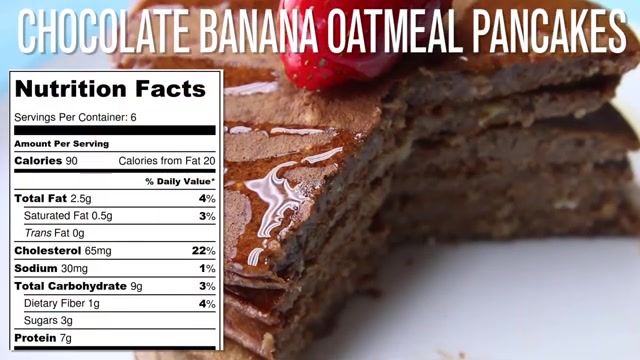 CHOCOLATE BANANA OATMEAL PANCAKES
Nutrition Facts
Servings Per Container: 6
Amount Per Serving
Calories 90 Calories from Fat 20
% Daily Value*
Total Fat 2.5g 4%
Saturated Fat 0.5g 3%
Trans Fat 0g
Cholesterol 65mg 22%
Sodium 30mg 1%
Total Carbohydrate 9g 3%
Dietary Fiber 1g 4%
Sugars 3g
Protein 7g